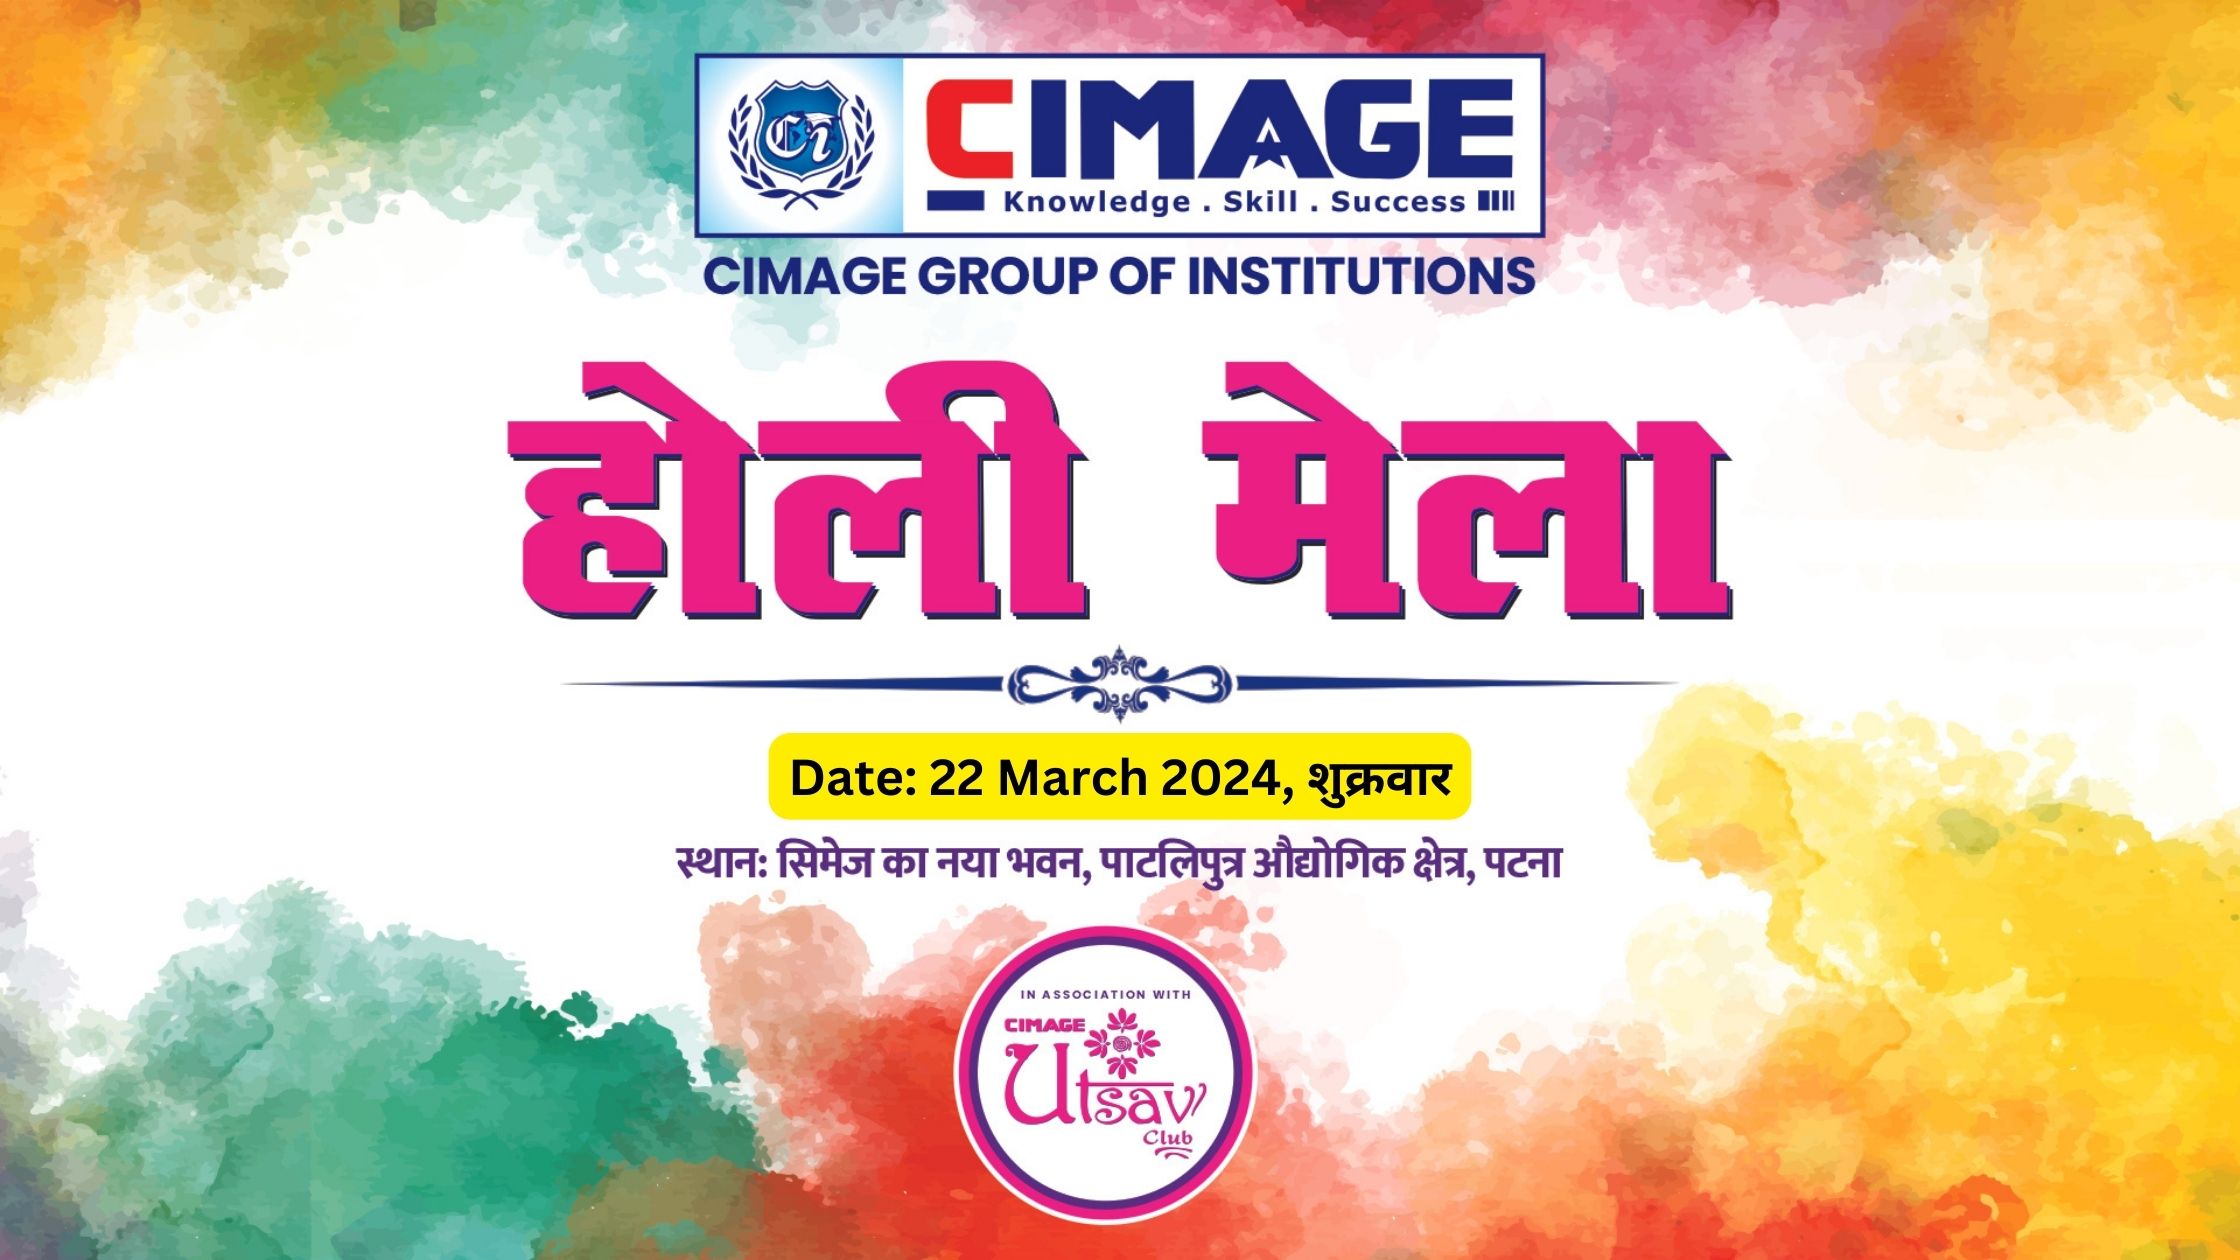 CIMAGE
Knowledge . Skill . Success
CIMAGE GROUP OF INSTITUTIONS
होली मेला
Date: 22 March 2024, शुक्रवार
स्थान: सिमेज का नया भवन, पाटलिपुत्र औद्योगिक क्षेत्र, पटना
IN ASSOCIATION WITH
CIMAGE
Utsav
Club